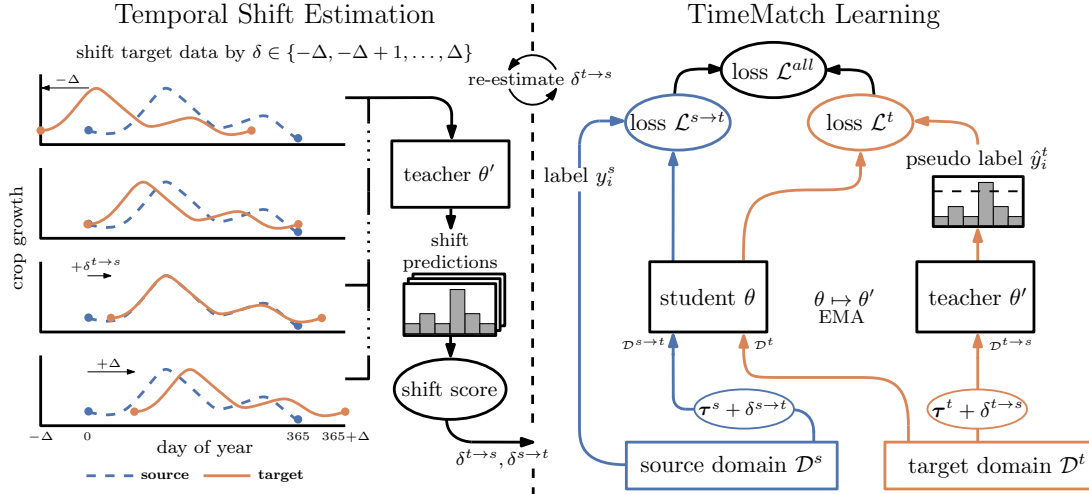 Temporal Shift Estimation
shift target data by δ ∈ {−Δ, −Δ + 1, . . . , Δ}
−Δ
+δ^{t→s}
+Δ
crop growth
−Δ
0
365
365+Δ
day of year
source
target
teacher θ′
shift
predictions
shift score
δ^{t→s}, δ^{s→t}
re-estimate δ^{t→s}
TimeMatch Learning
loss L^{all}
loss L^{s→t}
loss L^t
label y_i^s
pseudo label ŷ_i^t
student θ
θ ↦ θ′
EMA
teacher θ′
D^{s→t}
D^t
D^{t→s}
τ^s + δ^{s→t}
τ^t + δ^{t→s}
source domain D^s
target domain D^t